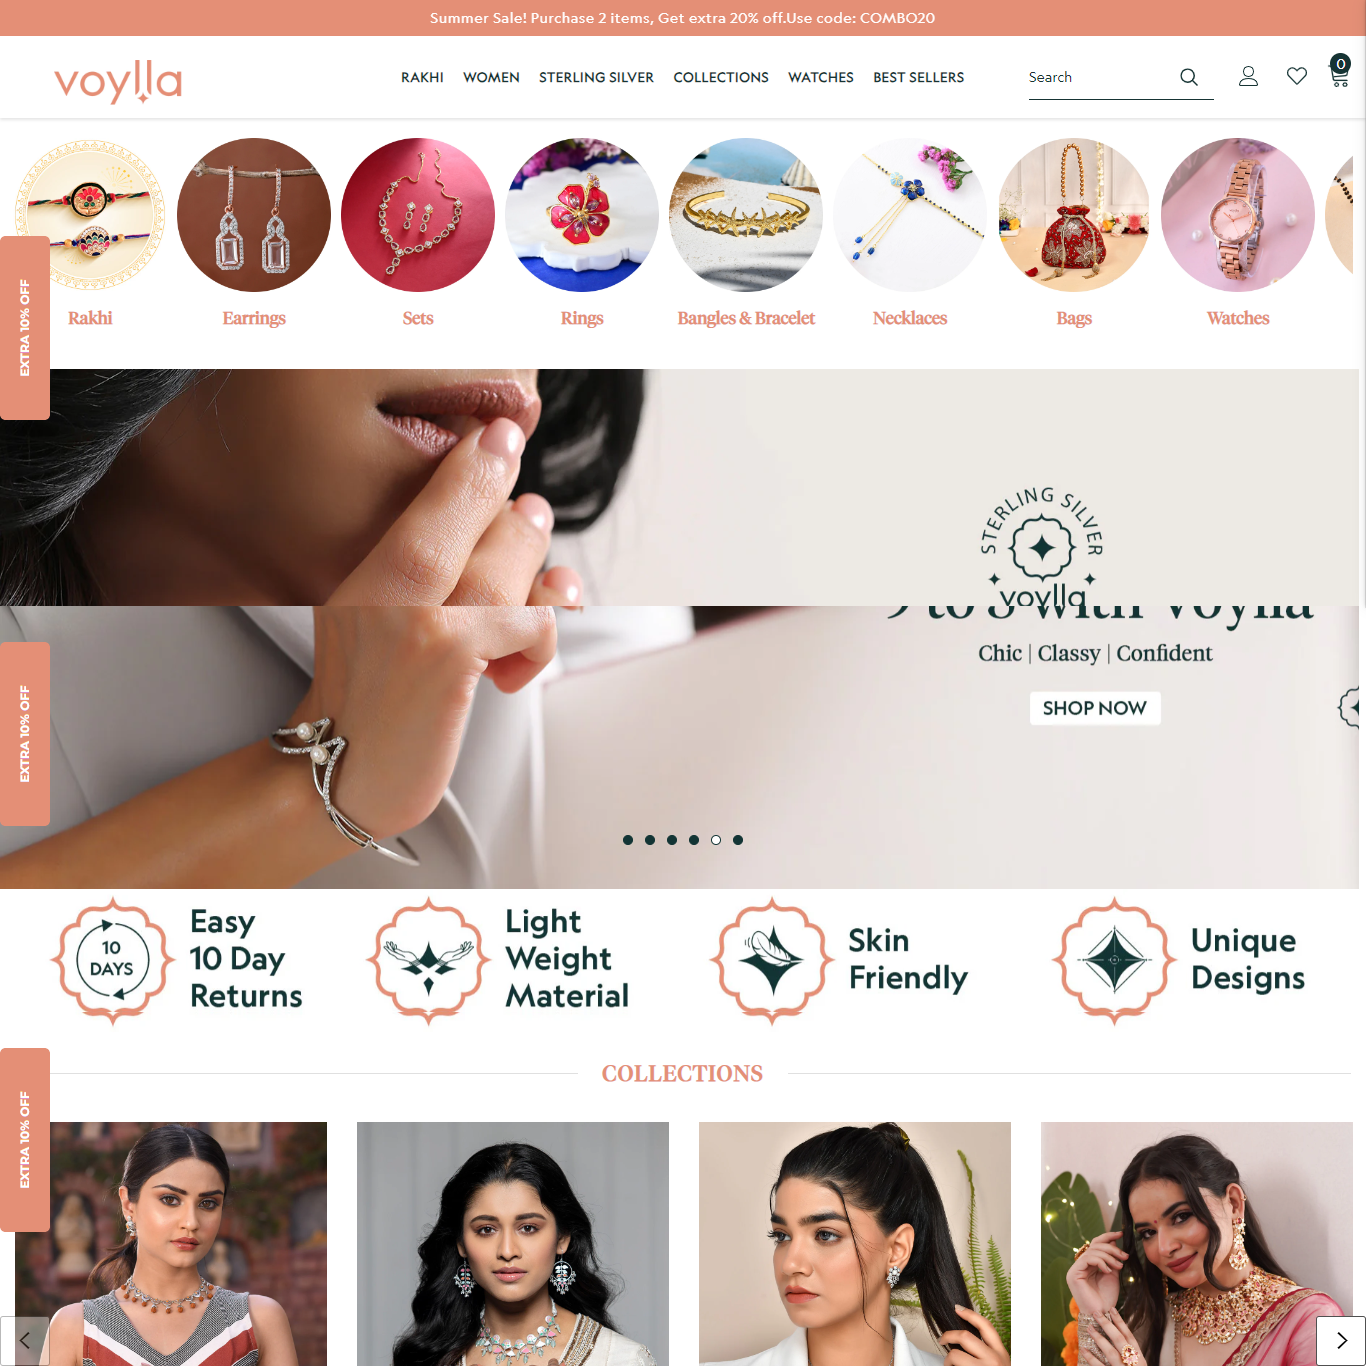 Summer Sale! Purchase 2 items, Get extra 20% off.Use code: COMBO20
voylla
RAKHI WOMEN STERLING SILVER COLLECTIONS WATCHES BEST SELLERS
Search
0
Rakhi
Earrings
Sets
Rings
Bangles & Bracelet
Necklaces
Bags
Watches
EXTRA 10% OFF
STERLING SILVER
voylla
9 to 5 with Voylla
Chic | Classy | Confident
SHOP NOW
EXTRA 10% OFF
10
DAYS
Easy
10 Day
Returns
Light
Weight
Material
Skin
Friendly
Unique
Designs
COLLECTIONS
EXTRA 10% OFF